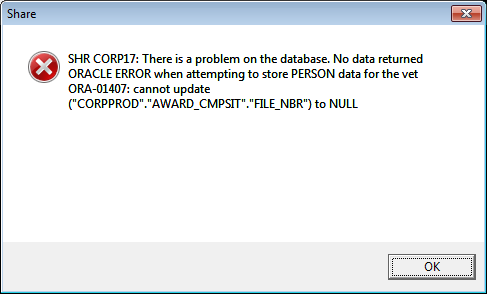 Share
SHR CORP17: There is a problem on the database. No data returned
ORACLE ERROR when attempting to store PERSON data for the vet
ORA-01407: cannot update
("CORPPROD"."AWARD_CMPSIT"."FILE_NBR") to NULL
OK